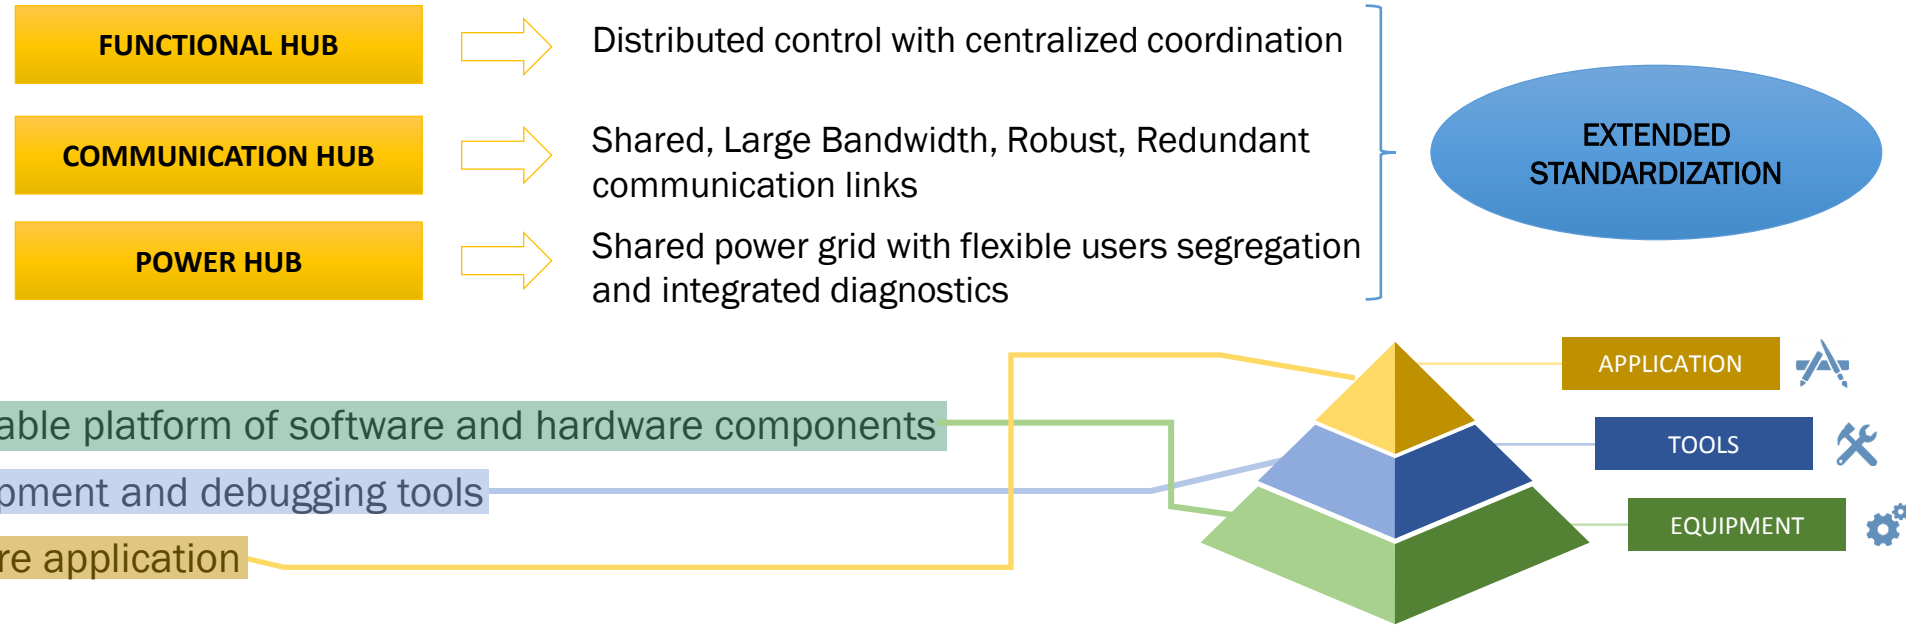 FUNCTIONAL HUB
Distributed control with centralized coordination
COMMUNICATION HUB
Shared, Large Bandwidth, Robust, Redundant
communication links
POWER HUB
Shared power grid with flexible users segregation
and integrated diagnostics
EXTENDED
STANDARDIZATION
APPLICATION
TOOLS
EQUIPMENT
able platform of software and hardware components
pment and debugging tools
re application